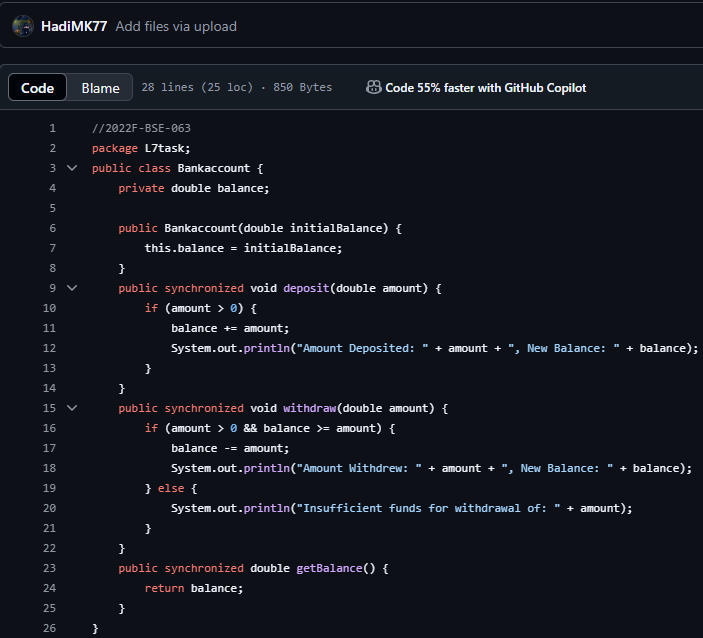 HadiMK77 Add files via upload
Code Blame 28 lines (25 loc) · 850 Bytes Code 55% faster with GitHub Copilot
1 //2022F-BSE-063
2 package L7task;
3 public class Bankaccount {
4 private double balance;
5
6 public Bankaccount(double initialBalance) {
7 this.balance = initialBalance;
8 }
9 public synchronized void deposit(double amount) {
10 if (amount > 0) {
11 balance += amount;
12 System.out.println("Amount Deposited: " + amount + ", New Balance: " + balance);
13 }
14 }
15 public synchronized void withdraw(double amount) {
16 if (amount > 0 && balance >= amount) {
17 balance -= amount;
18 System.out.println("Amount Withdrew: " + amount + ", New Balance: " + balance);
19 } else {
20 System.out.println("Insufficient funds for withdrawal of: " + amount);
21 }
22 }
23 public synchronized double getBalance() {
24 return balance;
25 }
26 }